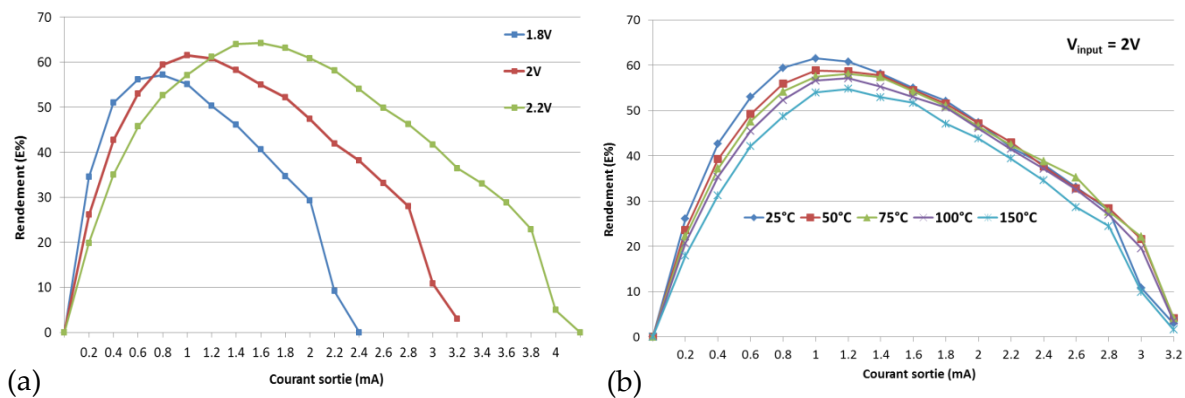 70
60
50
40
30
20
10
0
Rendement (E%)
1.8V
2V
2.2V
0.2 0.4 0.6 0.8 1 1.2 1.4 1.6 1.8 2 2.2 2.4 2.6 2.8 3 3.2 3.4 3.6 3.8 4
Courant sortie (mA)
(a)
70
60
50
40
30
20
10
0
Rendement (E%)
Vinput = 2V
25°C 50°C 75°C 100°C 150°C
0.2 0.4 0.6 0.8 1 1.2 1.4 1.6 1.8 2 2.2 2.4 2.6 2.8 3 3.2
Courant sortie (mA)
(b)